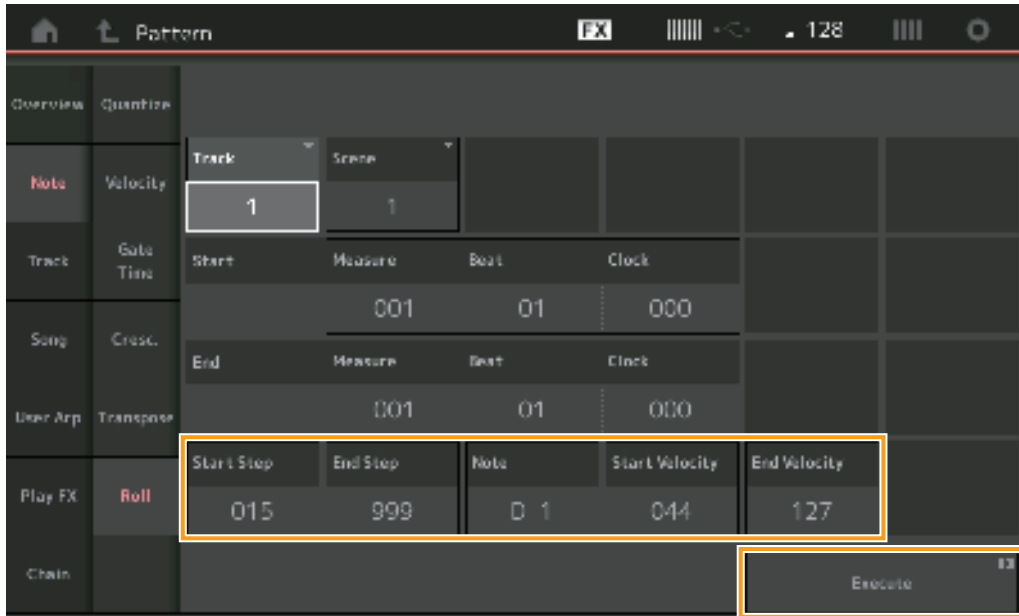 Pattern FX 128
Overview Quantize
Note Velocity Track Scene
1 1
Track Gate Time Start Measure Beat Clock
001 01 000
Song Cresc. End Measure Beat Clock
User Arp Transpose 001 01 000
Start Step End Step Note Start Velocity End Velocity
Play FX Roll 015 999 D 1 044 127
Chain Execute